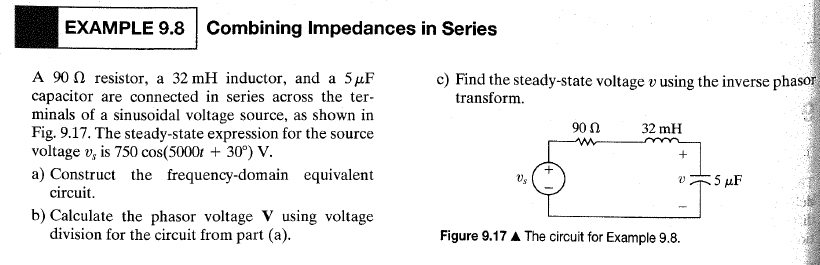 EXAMPLE 9.8 Combining Impedances in Series
A 90 Ω resistor, a 32 mH inductor, and a 5 μF
capacitor are connected in series across the ter-
minals of a sinusoidal voltage source, as shown in
Fig. 9.17. The steady-state expression for the source
voltage vₛ is 750 cos(5000t + 30°) V.
a) Construct the frequency-domain equivalent
circuit.
b) Calculate the phasor voltage V using voltage
division for the circuit from part (a).
c) Find the steady-state voltage v using the inverse phasor
transform.
90 Ω 32 mH
+
vₛ + v 5 μF
− −
Figure 9.17 ▲ The circuit for Example 9.8.